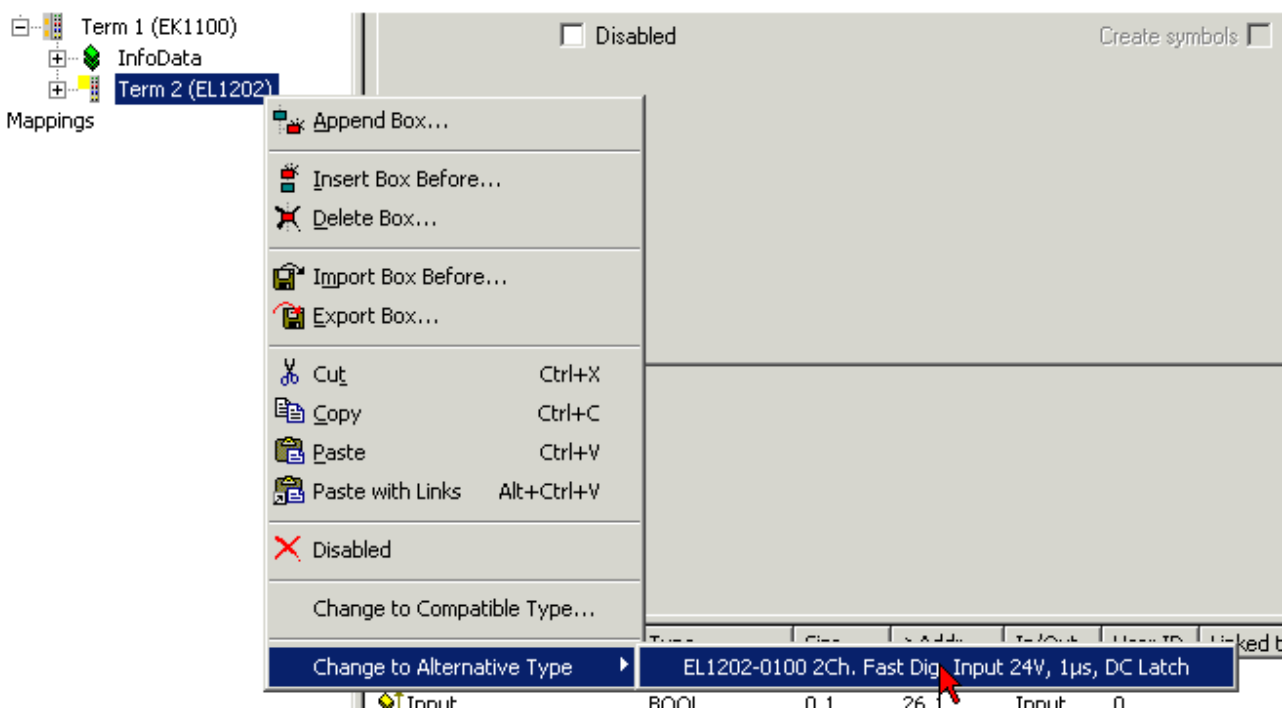 Term 1 (EK1100)
Disabled
Create symbols
InfoData
Term 2 (EL1202)
Mappings
Append Box...
Insert Box Before...
Delete Box...
Import Box Before...
Export Box...
Cut Ctrl+X
Copy Ctrl+C
Paste Ctrl+V
Paste with Links Alt+Ctrl+V
Disabled
Change to Compatible Type...
Change to Alternative Type
EL1202-0100 2Ch. Fast Dig. Input 24V, 1µs, DC Latch
Input BOOL 0.1 26.1 Input 0